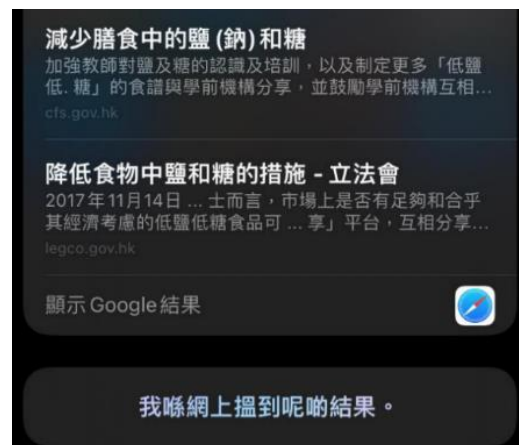 減少膳食中的鹽 (鈉) 和糖
加強教師對鹽及糖的認識及培訓，以及制定更多「低鹽
低. 糖」的食譜與學前機構分享，並鼓勵學前機構互相...
cfs.gov.hk
降低食物中鹽和糖的措施 - 立法會
2017年11月14日 ... 士而言，市場上是否有足夠和合乎
其經濟考慮的低鹽低糖食品可 ... 享」平台，互相分享...
legco.gov.hk
顯示 Google 結果
我喺網上搵到呢啲結果。